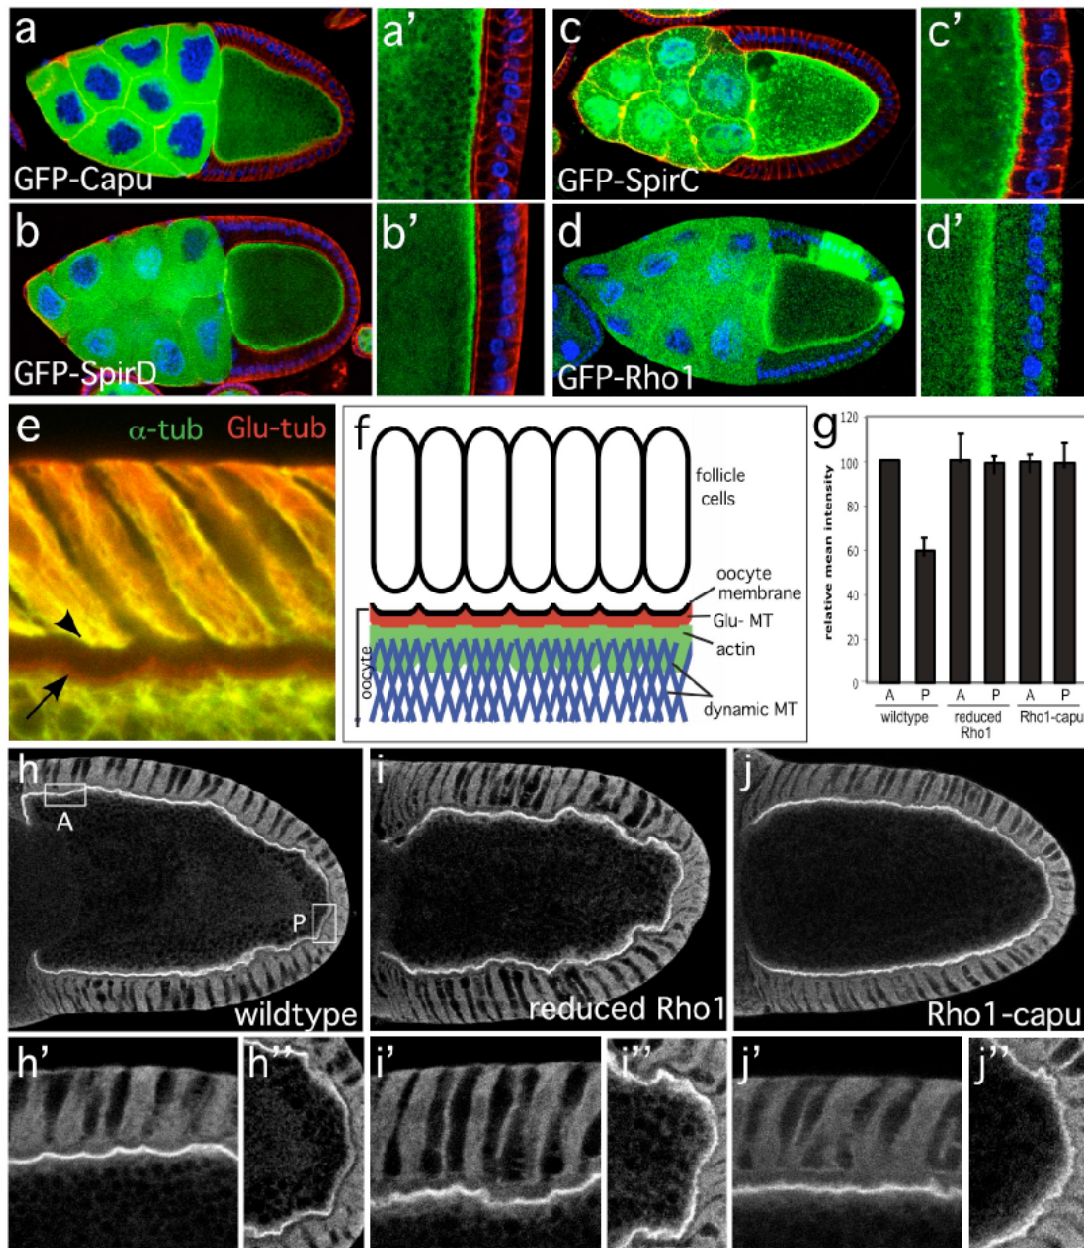 a
GFP-Capu
a'
c
GFP-SpirC
c'
b
GFP-SpirD
b'
d
GFP-Rho1
d'
e
α-tub Glu-tub
f
follicle
cells
oocyte
membrane
Glu- MT
actin
dynamic MT
oocyte
g
relative mean intensity
120
100
80
60
40
20
0
A P A P A P
wildtype reduced Rho1-capu
Rho1
h
A
P
wildtype
i
reduced Rho1
j
Rho1-capu
h'
h''
i'
i''
j'
j''